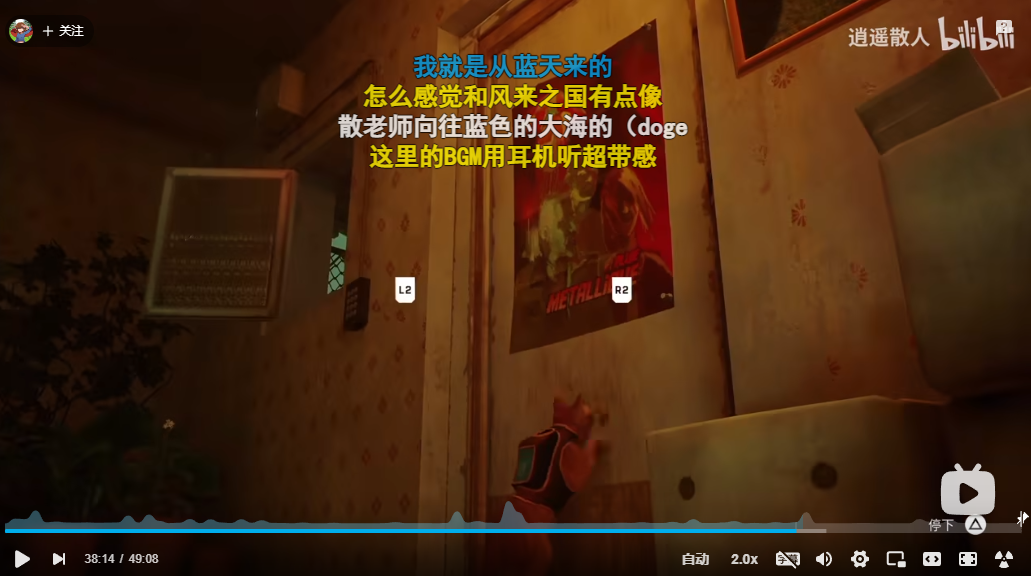 + 关注
逍遥散人 bilibili
我就是从蓝天来的
怎么感觉和风来之国有点像
散老师向往蓝色的大海的（doge
这里的BGM用耳机听超带感
L2
R2
停下
38:14 / 49:08
自动
2.0x
字幕